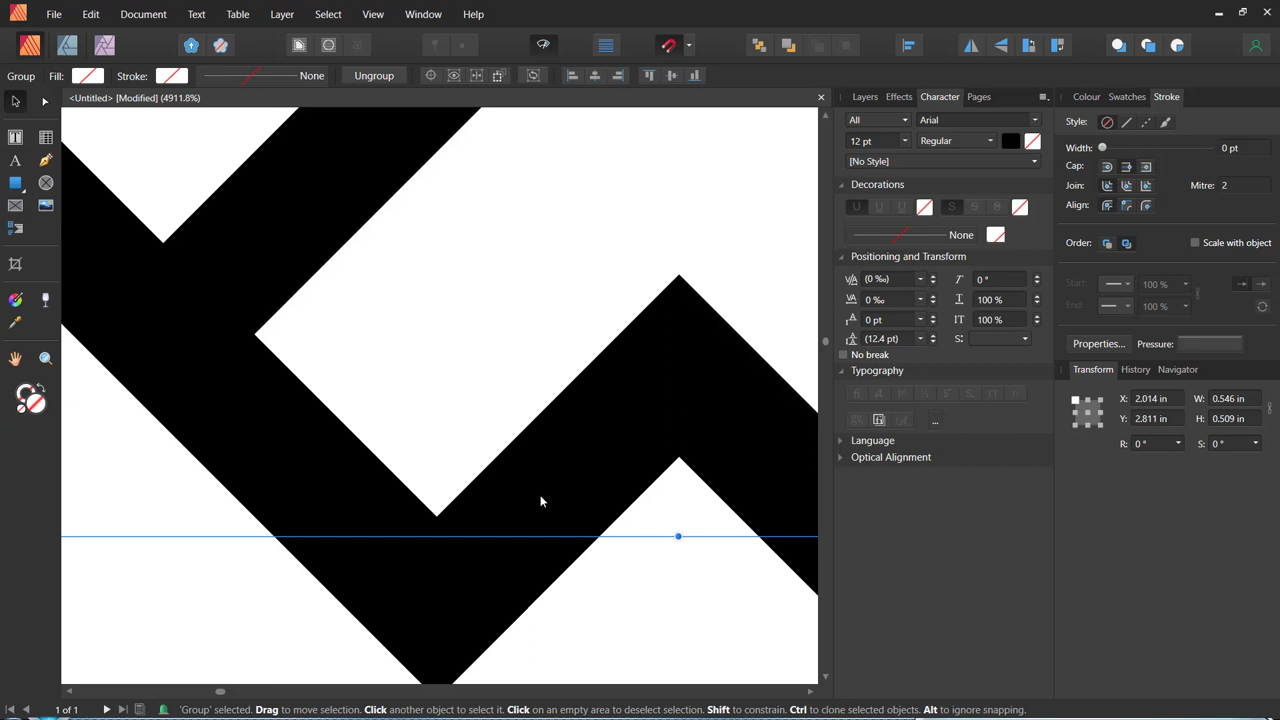 File Edit Document Text Table Layer Select View Window Help
Group Fill: Stroke: None Ungroup
<Untitled> [Modified] (4911.8%)
Layers Effects Character Pages
Colour Swatches Stroke
All Arial
12 pt Regular
[No Style]
Decorations
U U U S S S
None
Positioning and Transform
(0 ‰) 0 °
0 ‰ 100 %
0 pt 100 %
(12.4 pt)
No break
Typography
...
Language
Optical Alignment
Style:
Width: 0 pt
Cap:
Join: Mitre: 2
Align:
Order: Scale with object
Start: 100 %
End: 100 %
Properties... Pressure:
Transform History Navigator
X: 2.014 in W: 0.546 in
Y: 2.811 in H: 0.509 in
R: 0 ° S: 0 °
1 of 1 'Group' selected. Drag to move selection. Click another object to select it. Click on an empty area to deselect selection. Shift to constrain. Ctrl to clone selected objects. Alt to ignore snapping.